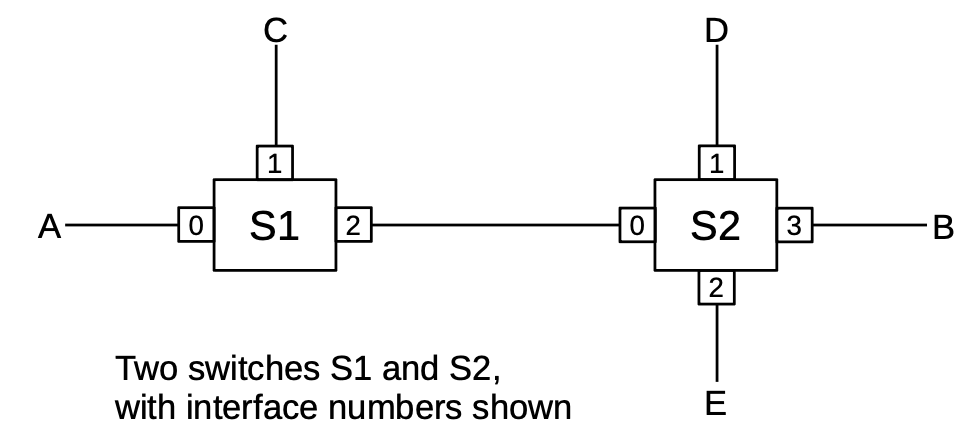 C
D
1
1
A
0
S1
2
0
S2
3
B
2
Two switches S1 and S2,
with interface numbers shown
E